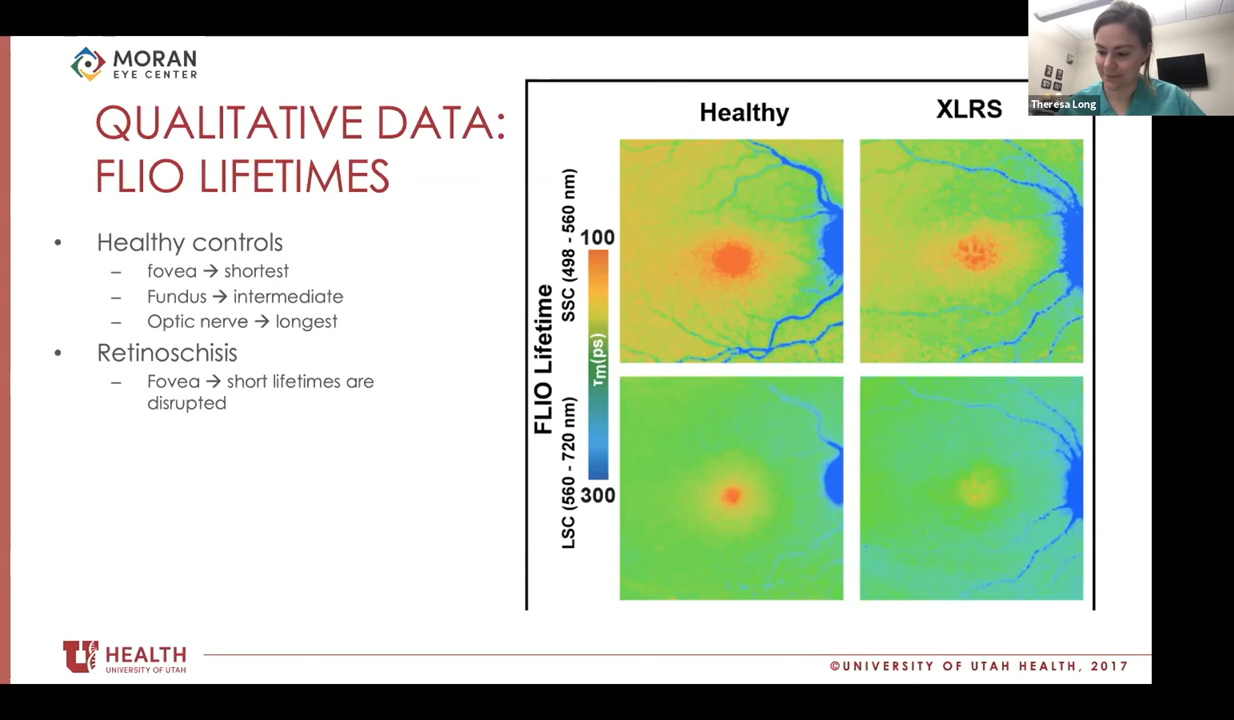 MORAN
EYE CENTER
QUALITATIVE DATA:
FLIO LIFETIMES
• Healthy controls
– fovea → shortest
– Fundus → intermediate
– Optic nerve → longest
• Retinoschisis
– Fovea → short lifetimes are
disrupted
Healthy
XLRS
FLIO Lifetime
SSC (498 - 560 nm)
LSC (560 - 720 nm)
100
τm(ps)
300
Theresa Long
U HEALTH
UNIVERSITY OF UTAH
©UNIVERSITY OF UTAH HEALTH, 2017